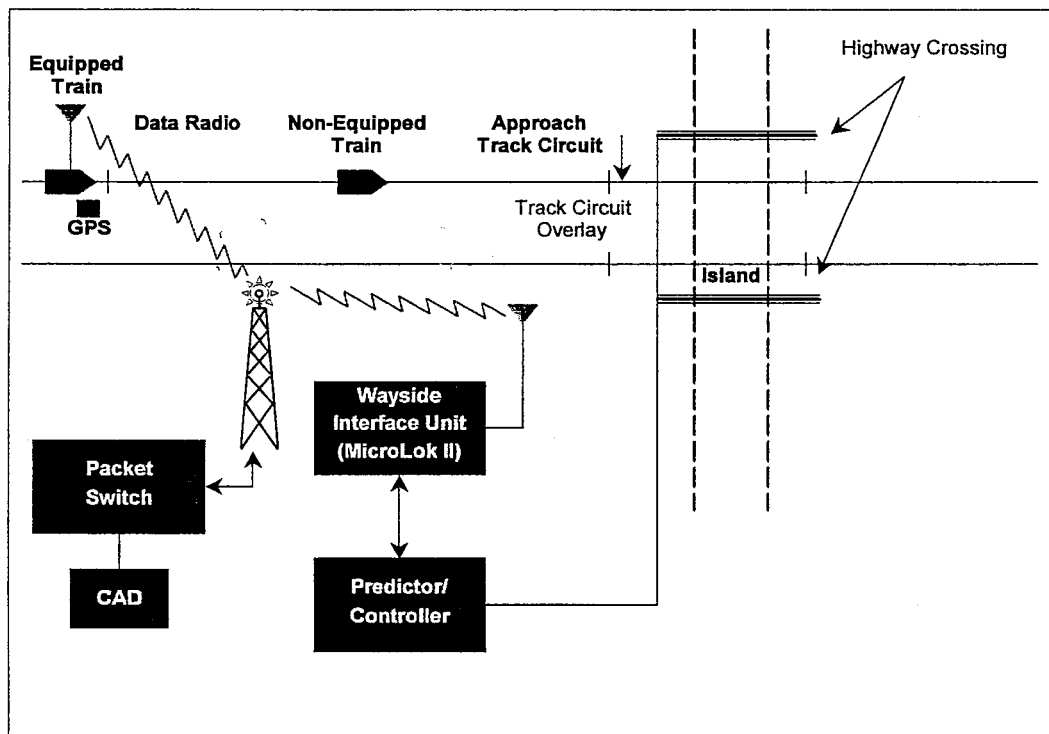 Highway Crossing
Equipped
Train
Data Radio
Non-Equipped
Train
Approach
Track Circuit
GPS
Track Circuit
Overlay
Island
Wayside
Interface Unit
(MicroLok II)
Packet
Switch
CAD
Predictor/
Controller